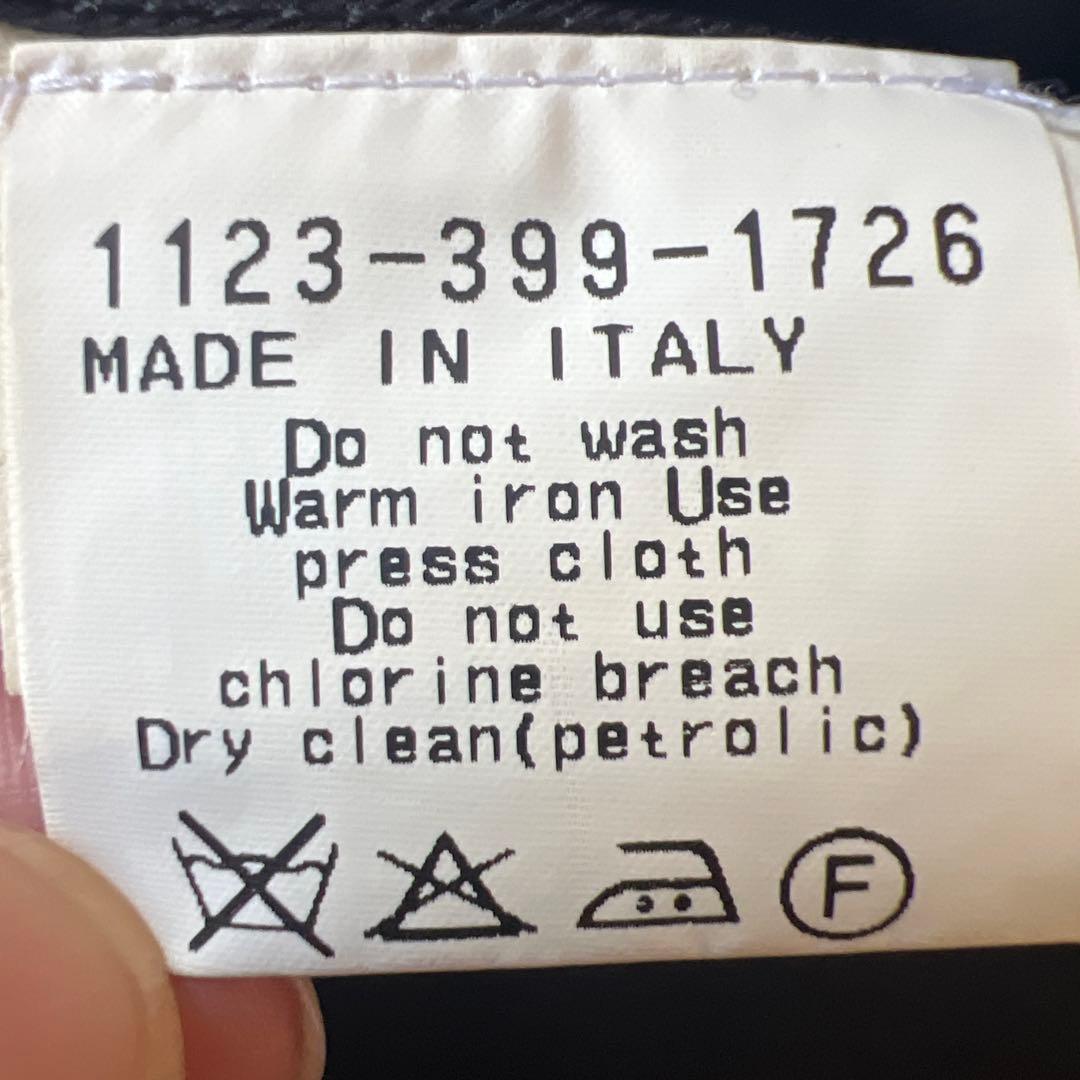 1123-399-1726
MADE IN ITALY
Do not wash
Warm iron Use
press cloth
Do not use
chlorine breach
Dry clean(petrolic)
F